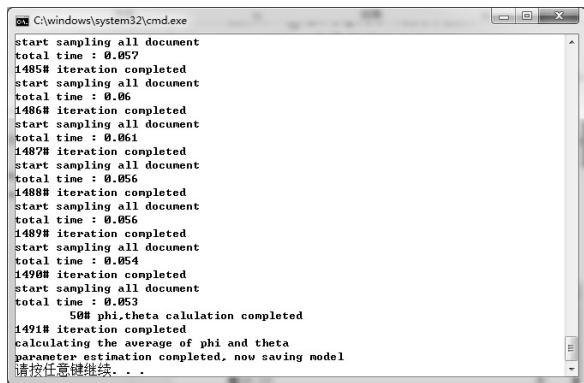 C:\windows\system32\cmd.exe
start sampling all document
total time : 0.057
1485# iteration completed
start sampling all document
total time : 0.06
1486# iteration completed
start sampling all document
total time : 0.061
1487# iteration completed
start sampling all document
total time : 0.056
1488# iteration completed
start sampling all document
total time : 0.056
1489# iteration completed
start sampling all document
total time : 0.054
1490# iteration completed
start sampling all document
total time : 0.053
50# phi,theta calulation completed
1491# iteration completed
calculating the average of phi and theta
parameter estimation completed, now saving model
请按任意键继续. . .